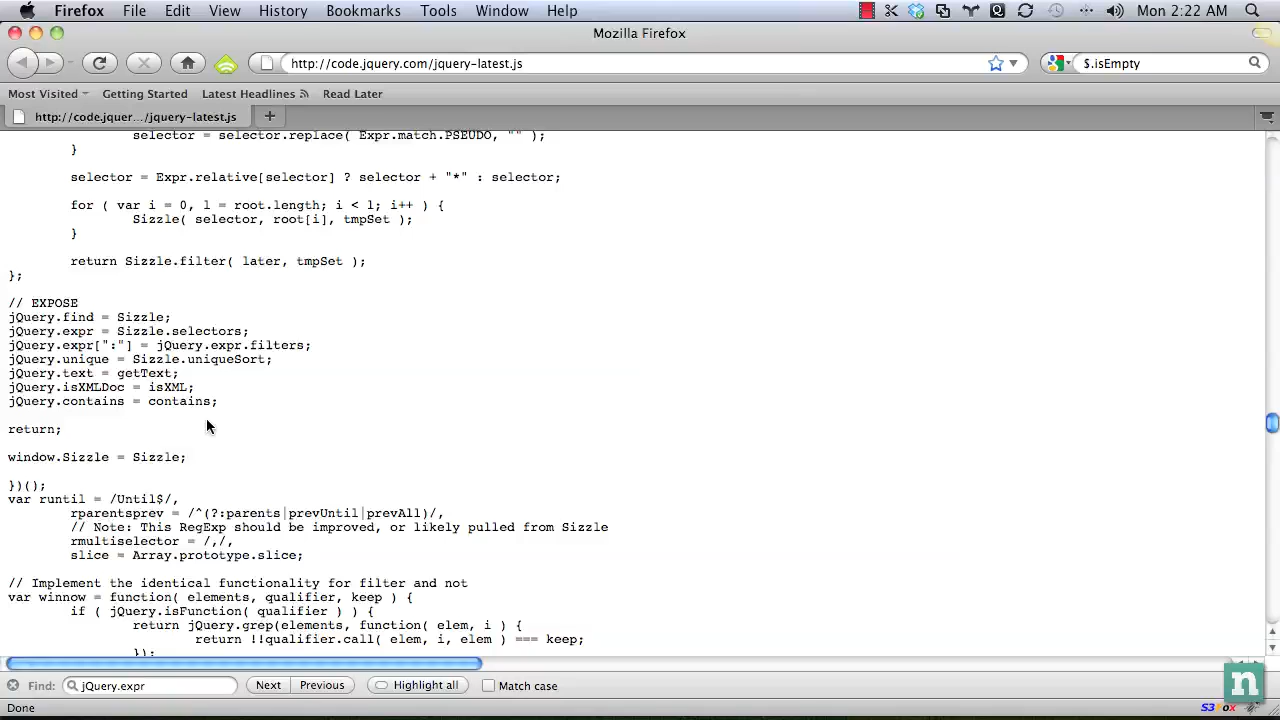 Firefox File Edit View History Bookmarks Tools Window Help Mon 2:22 AM
Mozilla Firefox
http://code.jquery.com/jquery-latest.js $.isEmpty
Most Visited Getting Started Latest Headlines Read Later
http://code.jquer.../jquery-latest.js
selector = selector.replace( Expr.match.PSEUDO, "" );
}
selector = Expr.relative[selector] ? selector + "*" : selector;
for ( var i = 0, l = root.length; i < l; i++ ) {
Sizzle( selector, root[i], tmpSet );
}
return Sizzle.filter( later, tmpSet );
};
// EXPOSE
jQuery.find = Sizzle;
jQuery.expr = Sizzle.selectors;
jQuery.expr[":"] = jQuery.expr.filters;
jQuery.unique = Sizzle.uniqueSort;
jQuery.text = getText;
jQuery.isXMLDoc = isXML;
jQuery.contains = contains;
return;
window.Sizzle = Sizzle;
})();
var runtil = /Until$/,
rparentsprev = /^(?:parents|prevUntil|prevAll)/,
// Note: This RegExp should be improved, or likely pulled from Sizzle
rmultiselector = /,/,
slice = Array.prototype.slice;
// Implement the identical functionality for filter and not
var winnow = function( elements, qualifier, keep ) {
if ( jQuery.isFunction( qualifier ) ) {
return jQuery.grep(elements, function( elem, i ) {
return !!qualifier.call( elem, i, elem ) === keep;
});
Find: jQuery.expr Next Previous Highlight all Match case
Done S3Fox
n